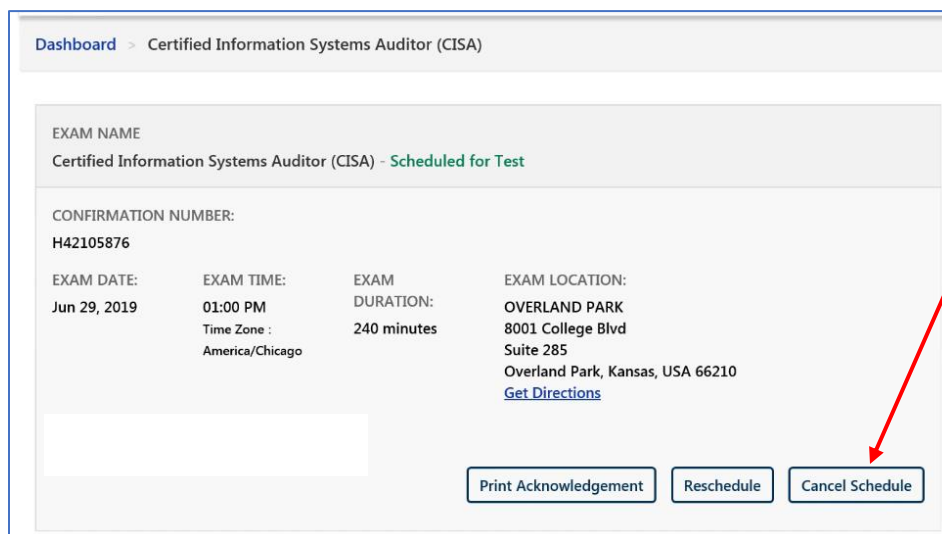 Dashboard > Certified Information Systems Auditor (CISA)
EXAM NAME
Certified Information Systems Auditor (CISA) - Scheduled for Test
CONFIRMATION NUMBER:
H42105876
EXAM DATE:
Jun 29, 2019
EXAM TIME:
01:00 PM
Time Zone :
America/Chicago
EXAM
DURATION:
240 minutes
EXAM LOCATION:
OVERLAND PARK
8001 College Blvd
Suite 285
Overland Park, Kansas, USA 66210
Get Directions
Print Acknowledgement
Reschedule
Cancel Schedule